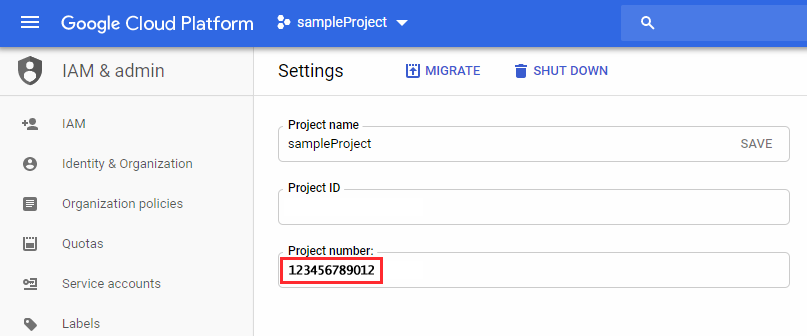 Google Cloud Platform
sampleProject
IAM & admin
Settings
MIGRATE
SHUT DOWN
IAM
Identity & Organization
Organization policies
Quotas
Service accounts
Labels
Project name
sampleProject
SAVE
Project ID
Project number:
123456789012